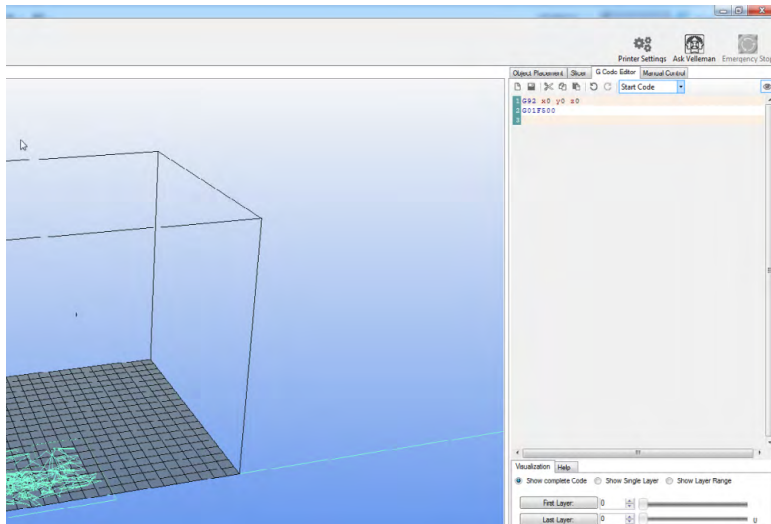 Printer Settings Ask Velleman Emergency Stop
Object Placement Slicer G Code Editor Manual Control
Start Code
1 G92 x0 y0 z0
2 G01F500
3
Visualization Help
Show complete Code Show Single Layer Show Layer Range
First Layer: 0
Last Layer: 0